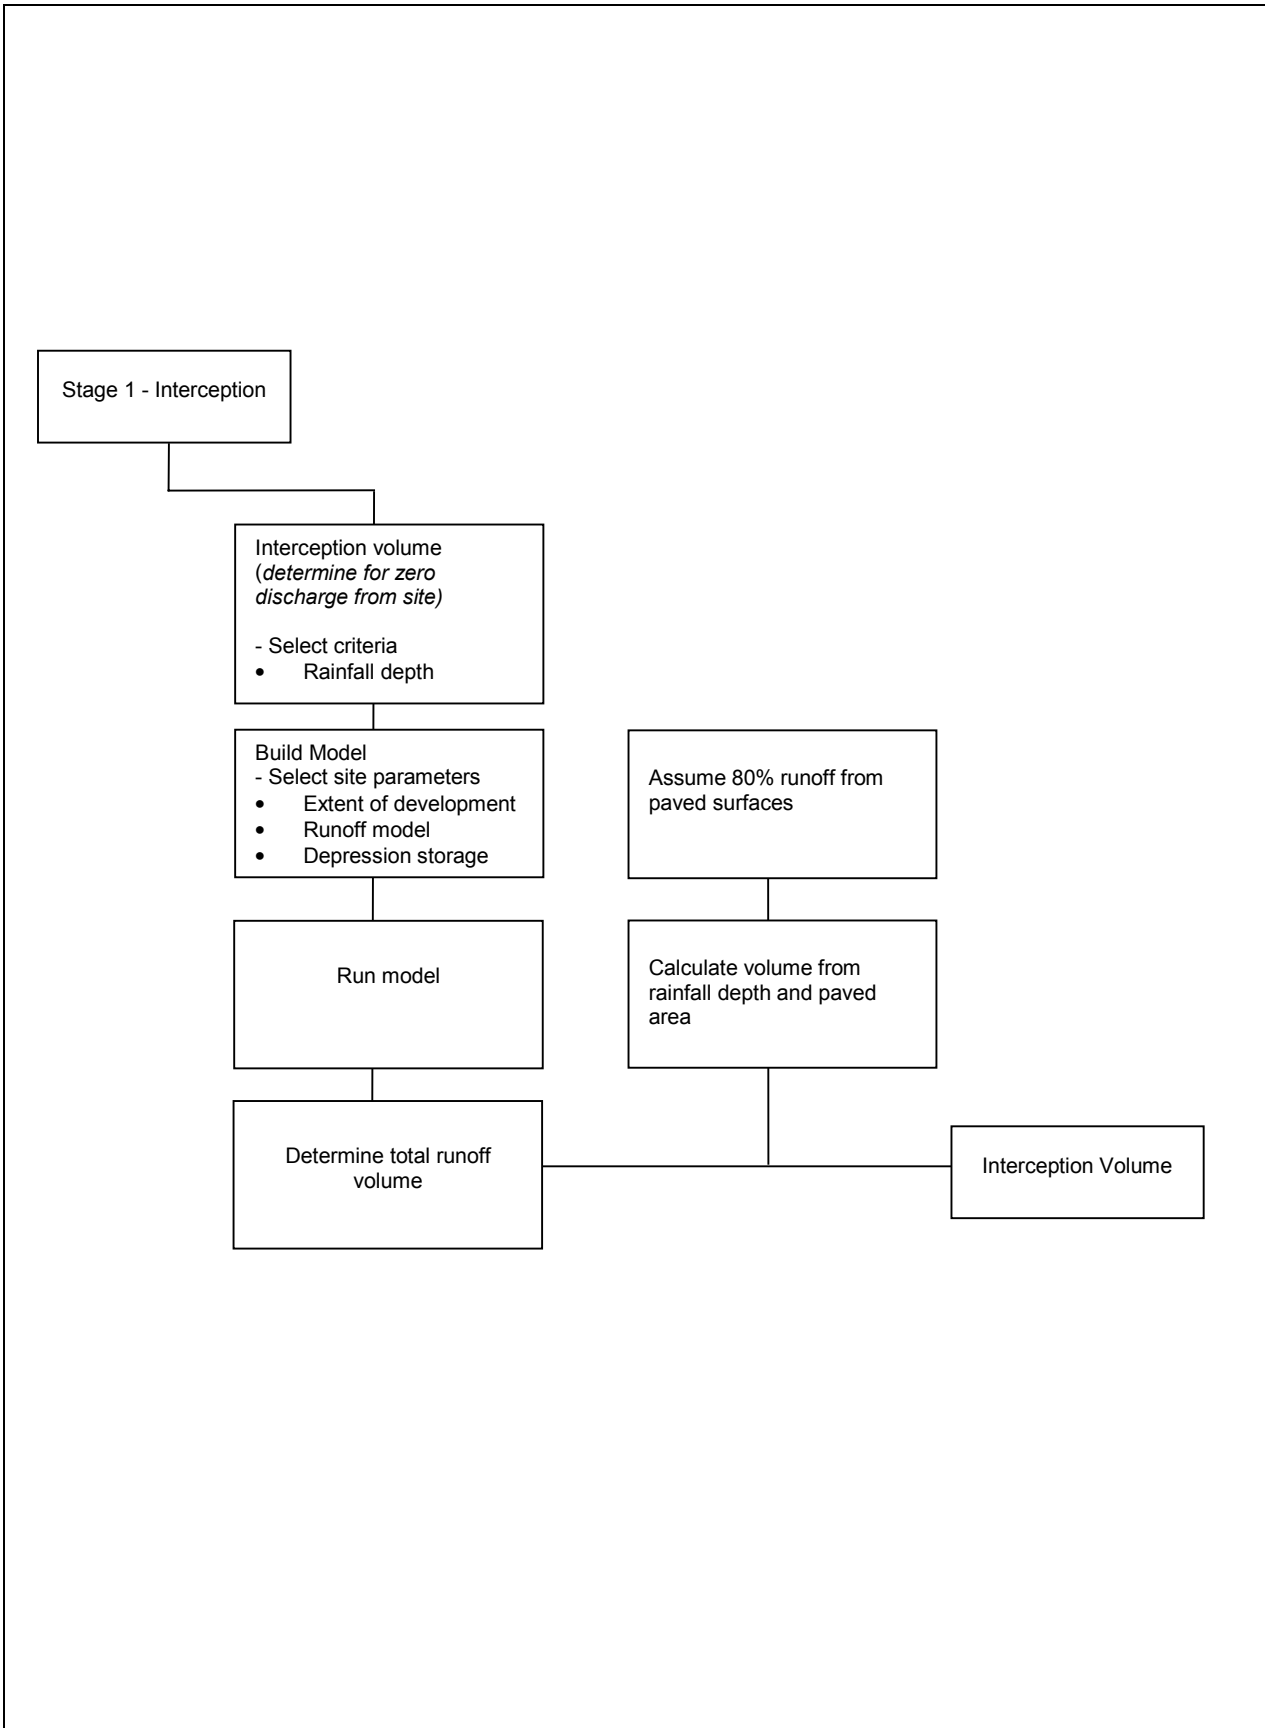 Stage 1 - Interception
Interception volume
(determine for zero
discharge from site)
- Select criteria
• Rainfall depth
Build Model
- Select site parameters
• Extent of development
• Runoff model
• Depression storage
Run model
Determine total runoff
volume
Assume 80% runoff from
paved surfaces
Calculate volume from
rainfall depth and paved
area
Interception Volume